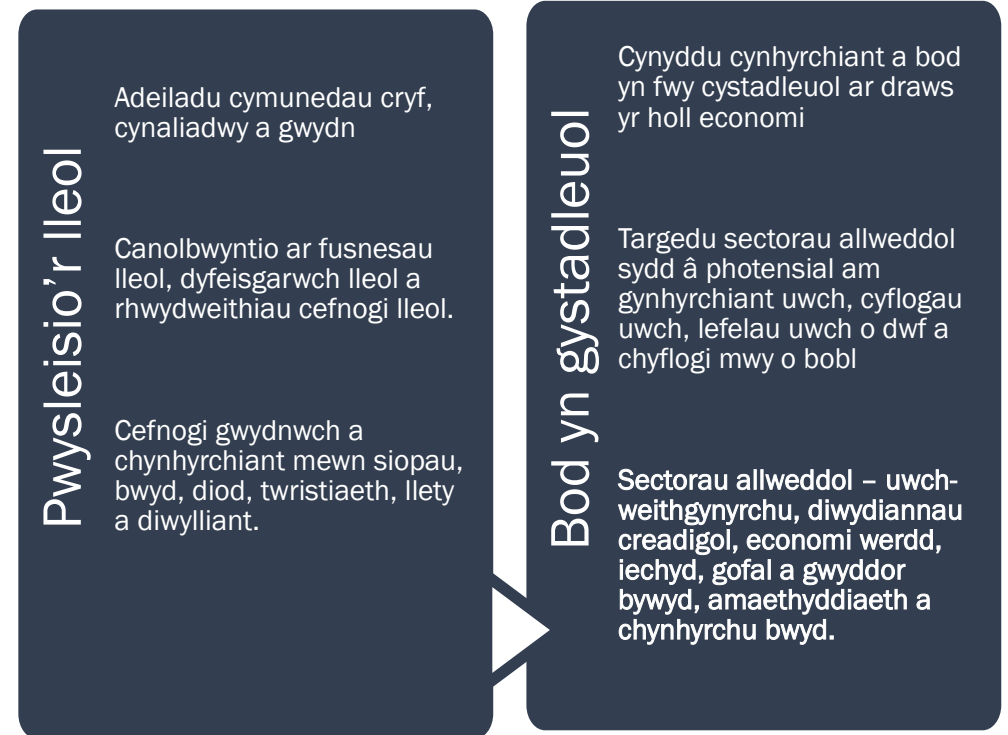 Pwysleisio’r lleol
Adeiladu cymunedau cryf,
cynaliadwy a gwydn
Canolbwyntio ar fusnesau
lleol, dyfeisgarwch lleol a
rhwydweithiau cefnogi lleol.
Cefnogi gwydnwch a
chynhyrchiant mewn siopau,
bwyd, diod, twristiaeth, llety
a diwylliant.
Bod yn gystadleuol
Cynyddu cynhyrchiant a bod
yn fwy cystadleuol ar draws
yr holl economi
Targedu sectorau allweddol
sydd â photensial am
gynhyrchiant uwch, cyflogau
uwch, lefelau uwch o dwf a
chyflogi mwy o bobl
Sectorau allweddol – uwch-
weithgynyrchu, diwydiannau
creadigol, economi werdd,
iechyd, gofal a gwyddor
bywyd, amaethyddiaeth a
chynhyrchu bwyd.